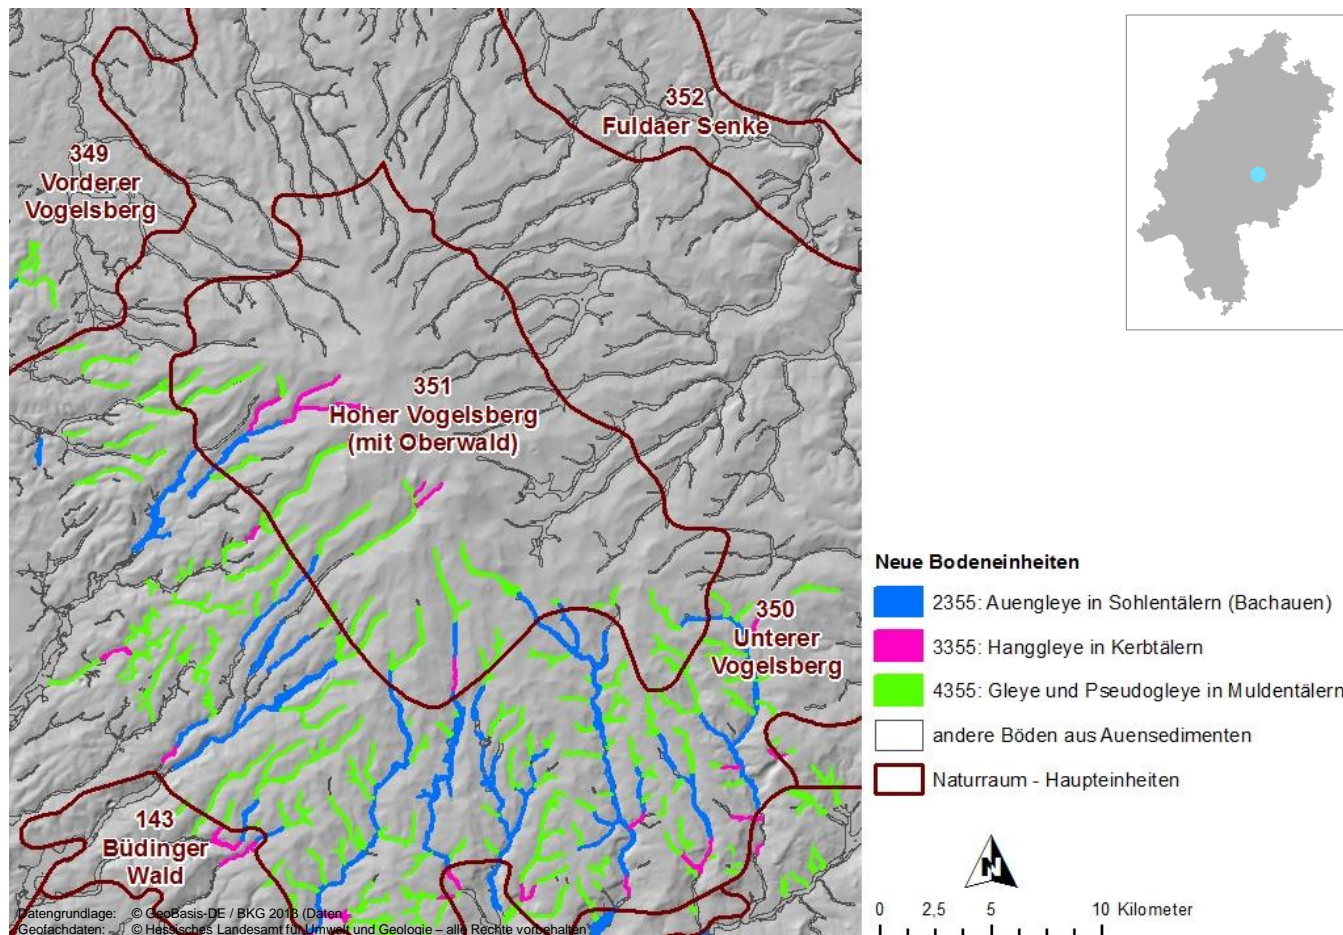 352
Fuldaer Senke
349
Vorderer
Vogelsberg
351
Hoher Vogelsberg
(mit Oberwald)
350
Unterer
Vogelsberg
143
Büdinger
Wald
Datengrundlage: © GeoBasis-DE / BKG 2013 (Daten
Geofachdaten: © Hessisches Landesamt für Umwelt und Geologie – alle Rechte vorbehalten
Neue Bodeneinheiten
2355: Auengleye in Sohlentälern (Bachauen)
3355: Hanggleye in Kerbtälern
4355: Gleye und Pseudogleye in Muldentälern
andere Böden aus Auensedimenten
Naturraum - Haupteinheiten
N
0 2,5 5 10 Kilometer